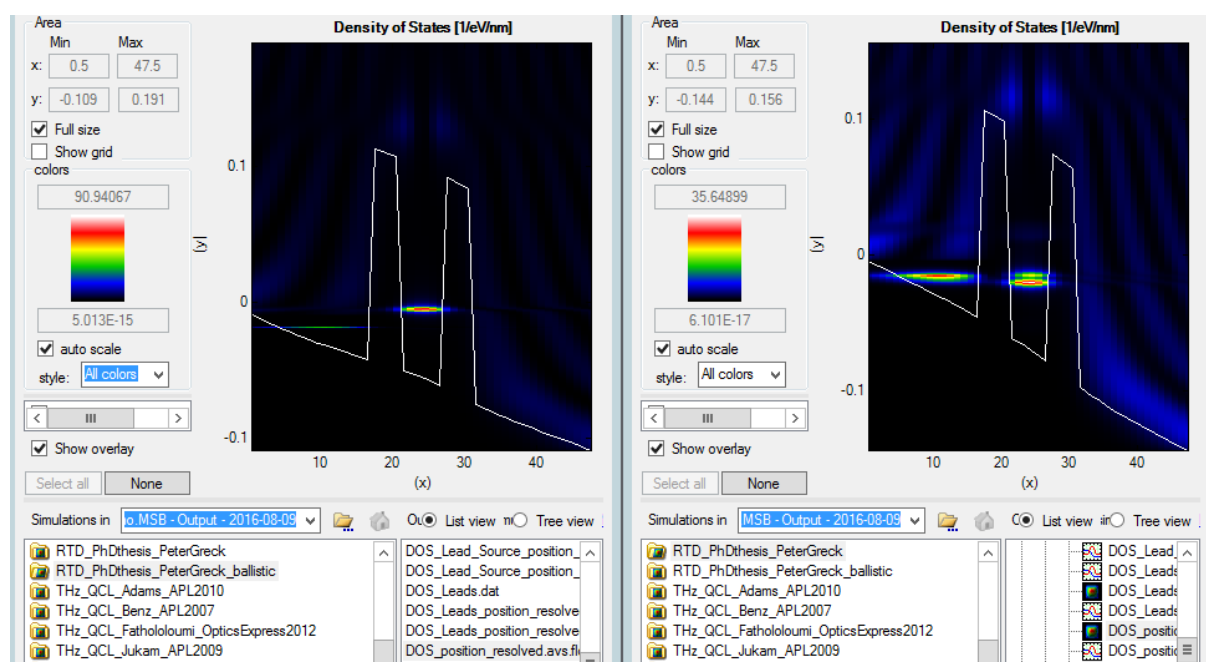 Area
Min Max
x: 0.5 47.5
y: -0.109 0.191
Full size
Show grid
colors
90.94067
5.013E-15
auto scale
style: All colors
Show overlay
Select all None
Density of States [1/eV/nm]
0.1
0
-0.1
(y)
10 20 30 40
(x)
Simulations in MSB - Output - 2016-08-09
List view Tree view
RTD_PhDthesis_PeterGreck
RTD_PhDthesis_PeterGreck_ballistic
THz_QCL_Adams_APL2010
THz_QCL_Benz_APL2007
THz_QCL_Fathololoumi_OpticsExpress2012
THz_QCL_Jukam_APL2009
DOS_Lead_Source_position_
DOS_Lead_Source_position_
DOS_Leads.dat
DOS_Leads_position_resolve
DOS_Leads_position_resolve
DOS_position_resolved.avs.fl
Area
Min Max
x: 0.5 47.5
y: -0.144 0.156
Full size
Show grid
colors
35.64899
6.101E-17
auto scale
style: All colors
Show overlay
Select all None
Density of States [1/eV/nm]
0.1
0
-0.1
(y)
10 20 30 40
(x)
Simulations in MSB - Output - 2016-08-09
List view Tree view
RTD_PhDthesis_PeterGreck
RTD_PhDthesis_PeterGreck_ballistic
THz_QCL_Adams_APL2010
THz_QCL_Benz_APL2007
THz_QCL_Fathololoumi_OpticsExpress2012
THz_QCL_Jukam_APL2009
DOS_Lead_
DOS_Leads
DOS_Leads
DOS_Leads
DOS_positic
DOS_positic